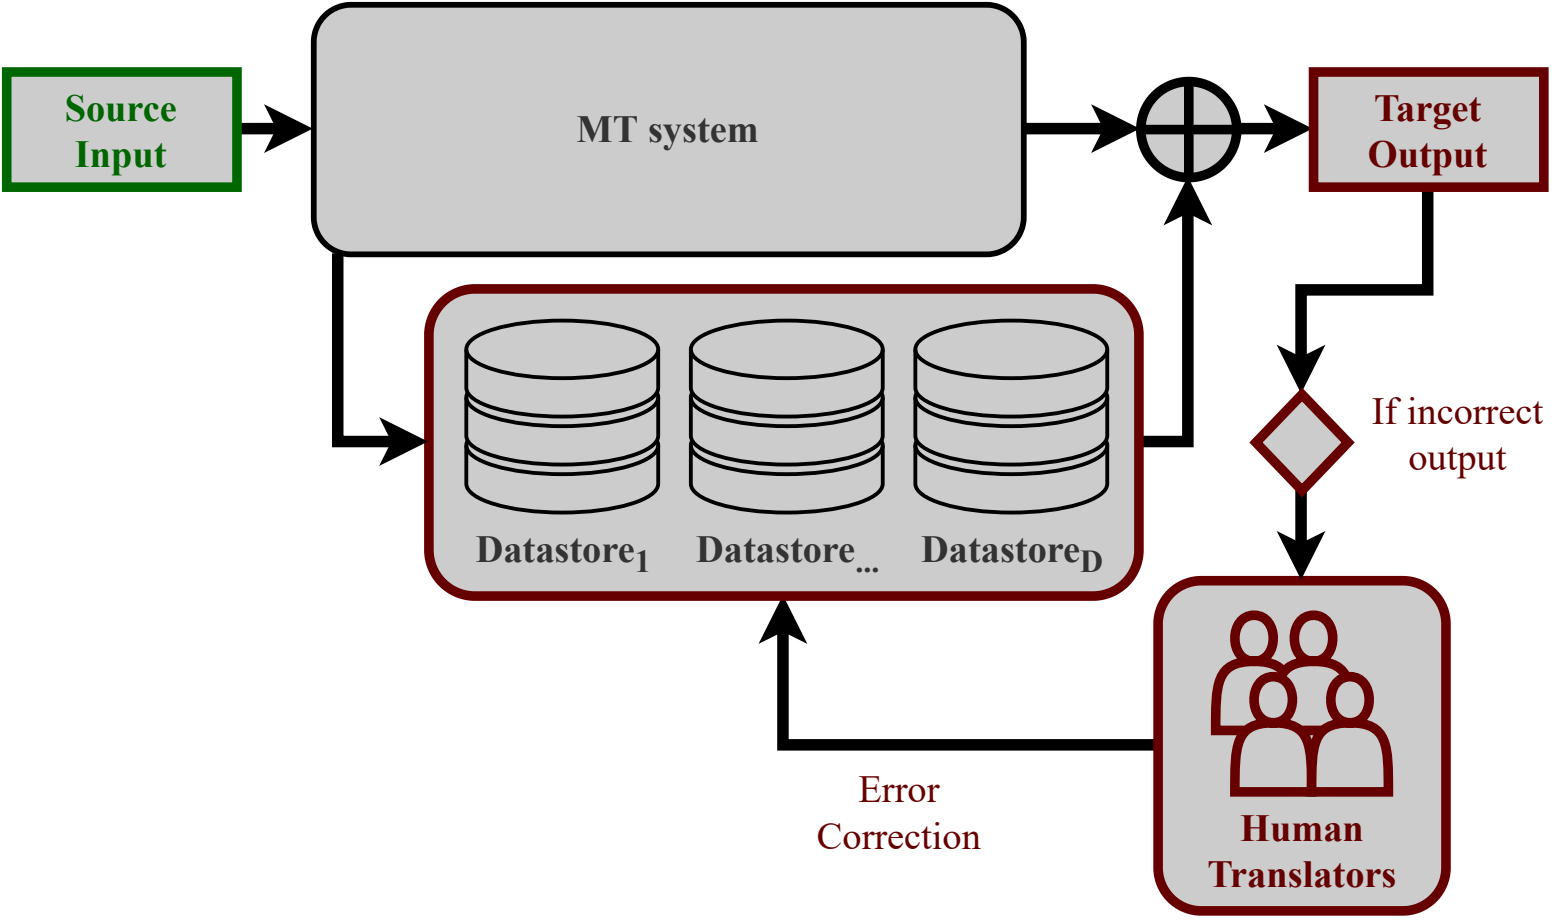 Source
Input
MT system
Target
Output
If incorrect
output
Datastore1
Datastore...
DatastoreD
Error
Correction
Human
Translators